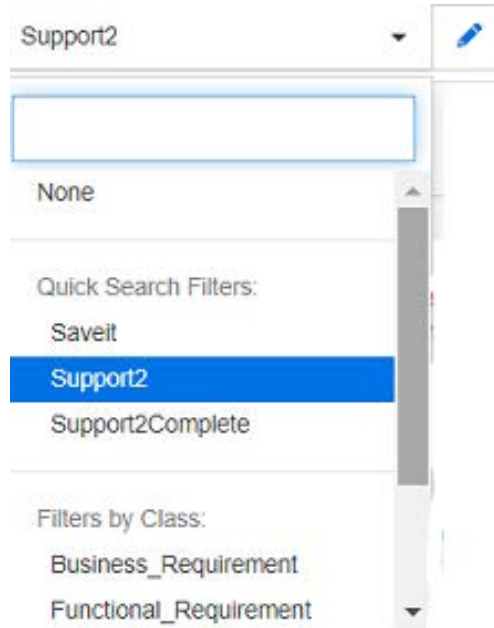 Support2
None
Quick Search Filters:
Saveit
Support2
Support2Complete
Filters by Class:
Business_Requirement
Functional_Requirement